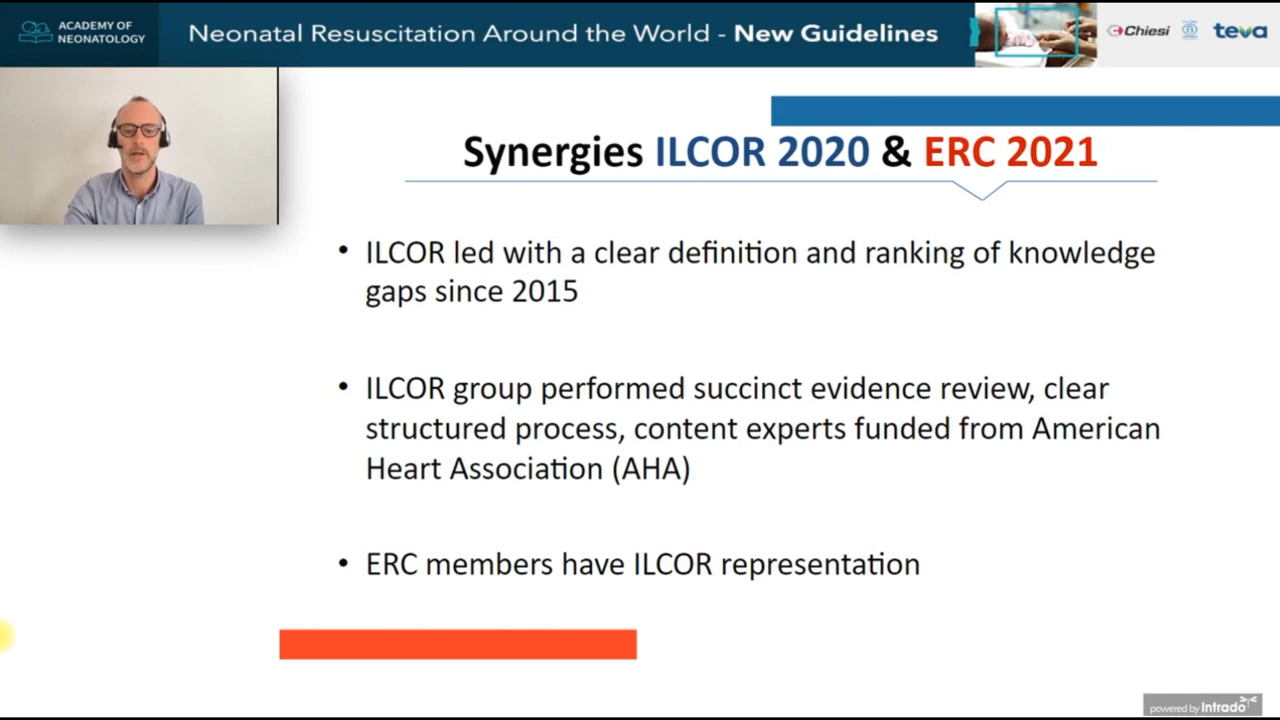 ACADEMY OF
NEONATOLOGY
Neonatal Resuscitation Around the World - New Guidelines
Chiesi
teva
Synergies ILCOR 2020 & ERC 2021
• ILCOR led with a clear definition and ranking of knowledge
gaps since 2015
• ILCOR group performed succinct evidence review, clear
structured process, content experts funded from American
Heart Association (AHA)
• ERC members have ILCOR representation
powered by Intrado